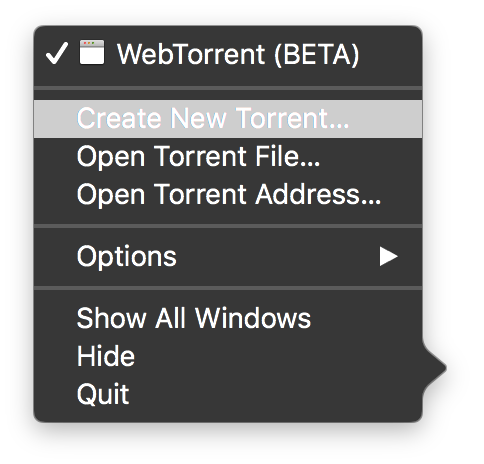 WebTorrent (BETA)
Create New Torrent...
Open Torrent File...
Open Torrent Address...
Options
Show All Windows
Hide
Quit